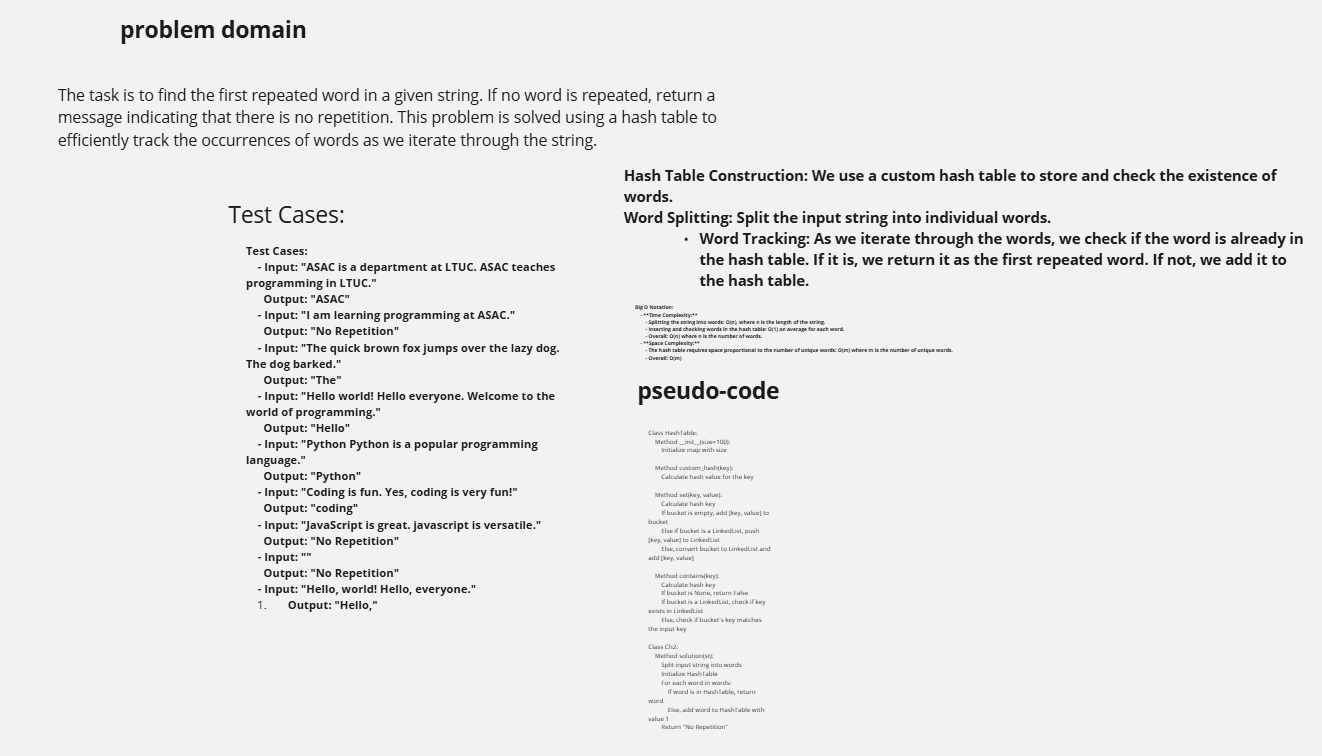 problem domain
The task is to find the first repeated word in a given string. If no word is repeated, return a
message indicating that there is no repetition. This problem is solved using a hash table to
efficiently track the occurrences of words as we iterate through the string.
Test Cases:
Test Cases:
- Input: "ASAC is a department at LTUC. ASAC teaches
programming in LTUC."
Output: "ASAC"
- Input: "I am learning programming at ASAC."
Output: "No Repetition"
- Input: "The quick brown fox jumps over the lazy dog.
The dog barked."
Output: "The"
- Input: "Hello world! Hello everyone. Welcome to the
world of programming."
Output: "Hello"
- Input: "Python Python is a popular programming
language."
Output: "Python"
- Input: "Coding is fun. Yes, coding is very fun!"
Output: "coding"
- Input: "JavaScript is great. javascript is versatile."
Output: "No Repetition"
- Input: ""
Output: "No Repetition"
- Input: "Hello, world! Hello, everyone."
1. Output: "Hello,"
Hash Table Construction: We use a custom hash table to store and check the existence of
words.
Word Splitting: Split the input string into individual words.
• Word Tracking: As we iterate through the words, we check if the word is already in
the hash table. If it is, we return it as the first repeated word. If not, we add it to
the hash table.
Big O Notation:
- **Time Complexity:**
- Splitting the string into words: O(n), where n is the length of the string.
- Inserting and checking words in the hash table: O(1) on average for each word.
- Overall: O(n) where n is the number of words.
- **Space Complexity:**
- The hash table requires space proportional to the number of unique words: O(m) where m is the number of unique words.
- Overall: O(m)
pseudo-code
Class HashTable:
Method __init__(size=100):
Initialize map with size
Method custom_hash(key):
Calculate hash value for the key
Method set(key, value):
Calculate hash key
If bucket is empty, add [key, value] to
bucket
Else if bucket is a LinkedList, push
[key, value] to LinkedList
Else, convert bucket to LinkedList and
add [key, value]
Method contains(key):
Calculate hash key
If bucket is None, return False
If bucket is a LinkedList, check if key
exists in LinkedList
Else, check if bucket's key matches
the input key
Class Ch2:
Method solution(st):
Split input string into words
Initialize HashTable
For each word in words:
If word is in HashTable, return
word
Else, add word to HashTable with
value 1
Return "No Repetition"